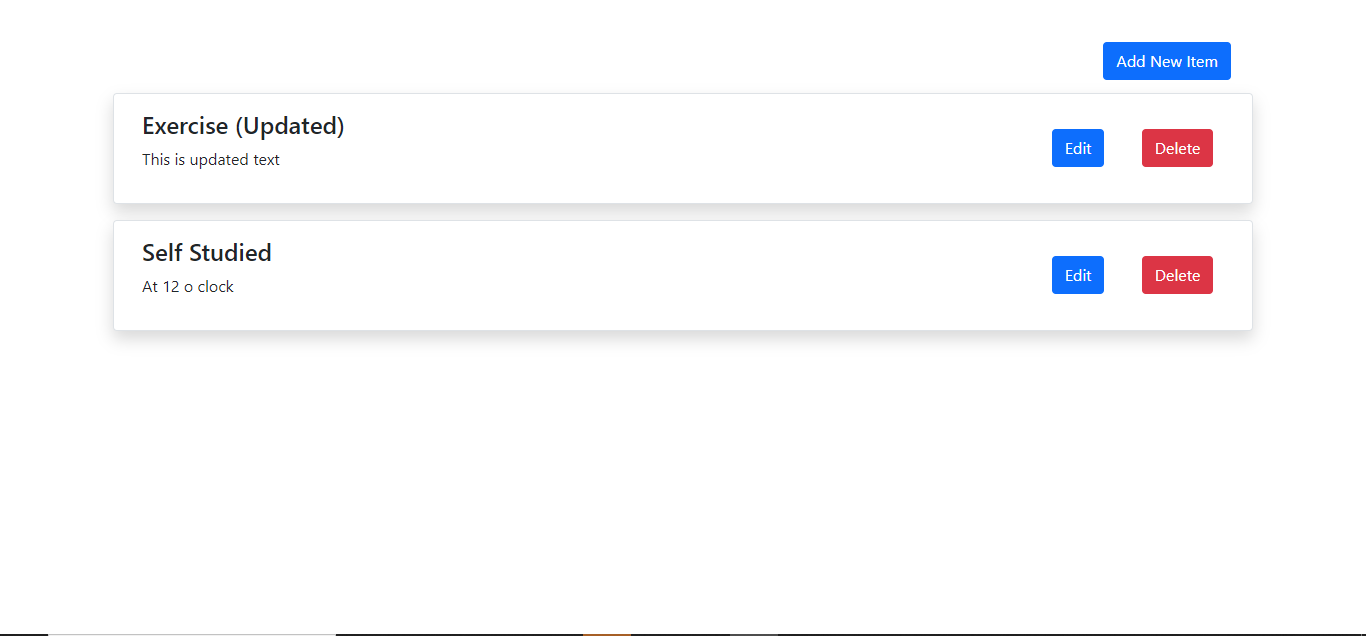 Add New Item
Exercise (Updated)
This is updated text
Edit
Delete
Self Studied
At 12 o clock
Edit
Delete